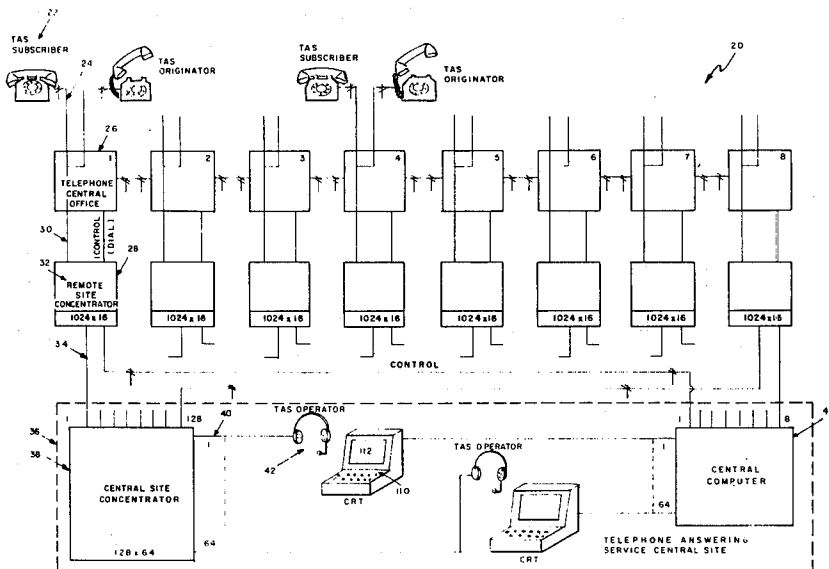 22
TAS
SUBSCRIBER
24
TAS
ORIGINATOR
TAS
SUBSCRIBER
TAS
ORIGINATOR
20
26
1
2
3
4
5
6
7
8
TELEPHONE
CENTRAL
OFFICE
30
(CONTROL
(DIAL)
28
32
REMOTE
SITE
CONCENTRATOR
1024 x 16
1024 x 16
1024 x 16
1024 x 16
1024 x 16
1024 x 16
1024 x 16
1024 x 16
34
CONTROL
36
38
1
128
40
1
TAS OPERATOR
42
112
110
CRT
TAS OPERATOR
CRT
1
8
4
1
64
CENTRAL SITE
CONCENTRATOR
64
128 x 64
CENTRAL
COMPUTER
TELEPHONE ANSWERING
SERVICE CENTRAL SITE